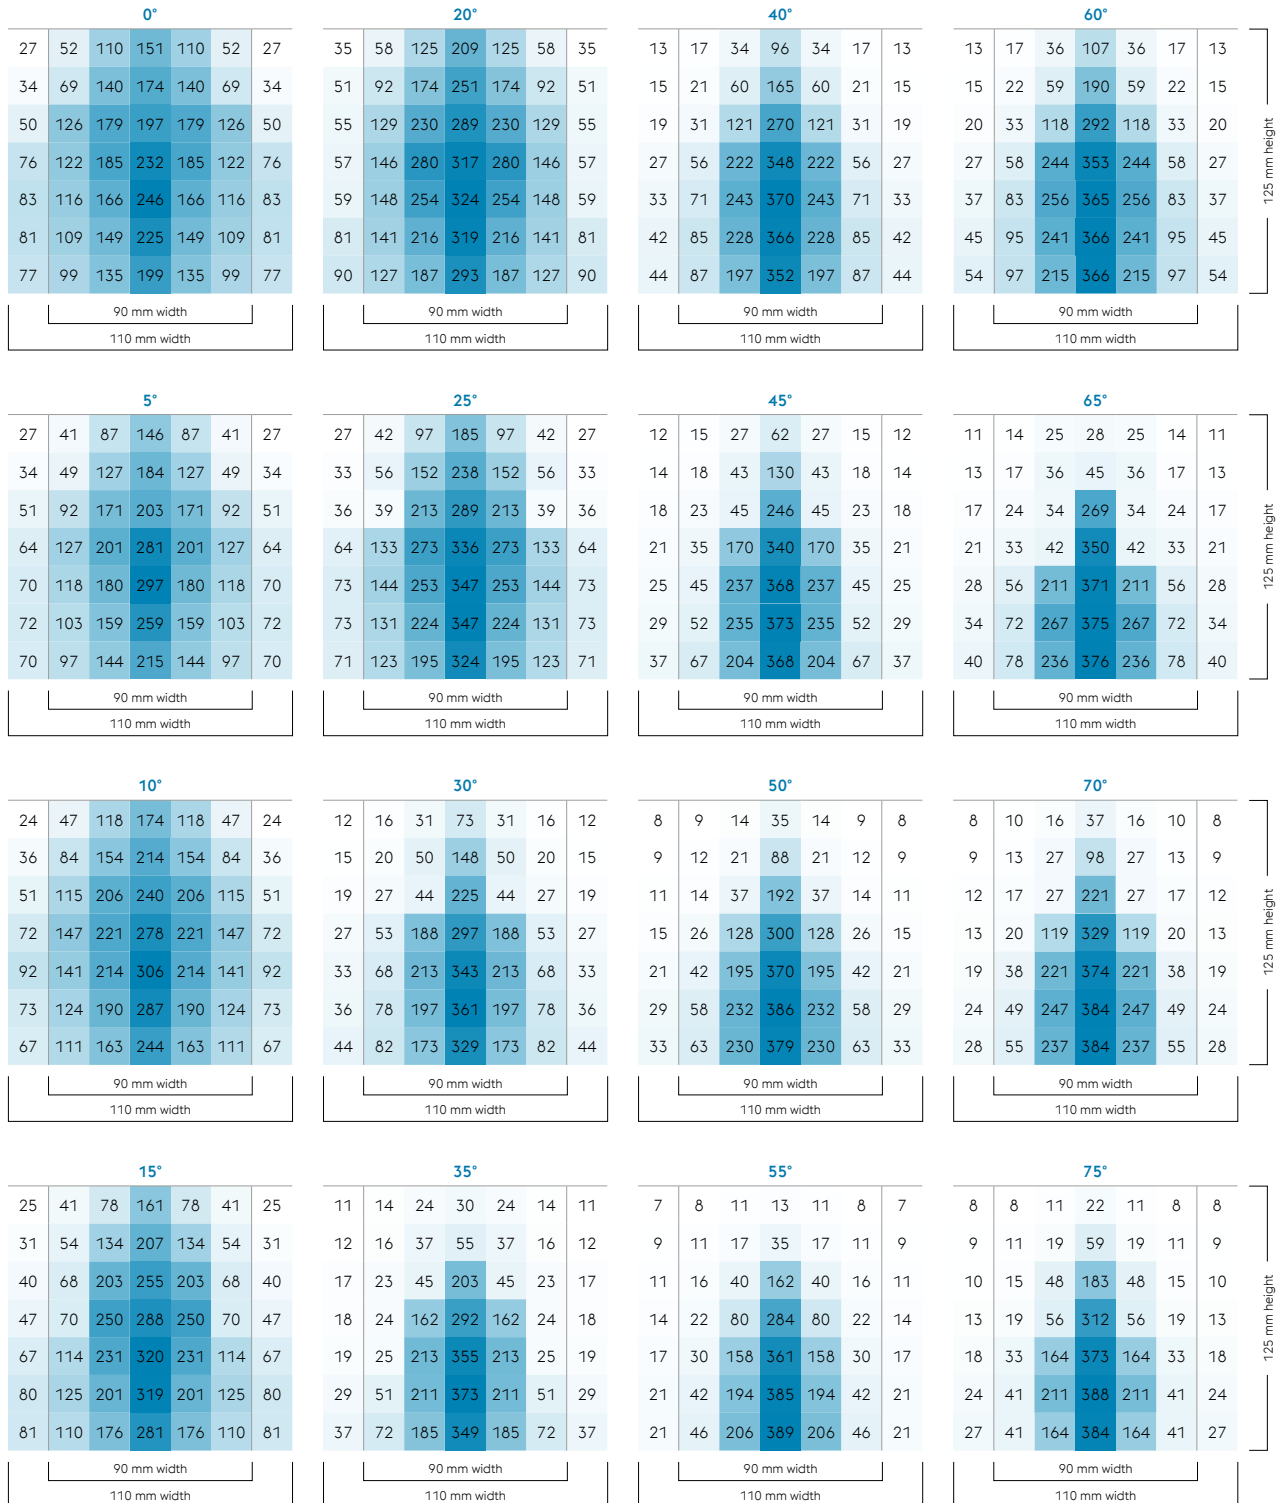 0° 20° 40° 60°
27 52 110 151 110 52 27 35 58 125 209 125 58 35 13 17 34 96 34 17 13 13 17 36 107 36 17 13
34 69 140 174 140 69 34 51 92 174 251 174 92 51 15 21 60 165 60 21 15 15 22 59 190 59 22 15
50 126 179 197 179 126 50 55 129 230 289 230 129 55 19 31 121 270 121 31 19 20 33 118 292 118 33 20
76 122 185 232 185 122 76 57 146 280 317 280 146 57 27 56 222 348 222 56 27 27 58 244 353 244 58 27
83 116 166 246 166 116 83 59 148 254 324 254 148 59 33 71 243 370 243 71 33 37 83 256 365 256 83 37
81 109 149 225 149 109 81 81 141 216 319 216 141 81 42 85 228 366 228 85 42 45 95 241 366 241 95 45
77 99 135 199 135 99 77 90 127 187 293 187 127 90 44 87 197 352 197 87 44 54 97 215 366 215 97 54
125 mm height
90 mm width 90 mm width 90 mm width 90 mm width
110 mm width 110 mm width 110 mm width 110 mm width
5° 25° 45° 65°
27 41 87 146 87 41 27 27 42 97 185 97 42 27 12 15 27 62 27 15 12 11 14 25 28 25 14 11
34 49 127 184 127 49 34 33 56 152 238 152 56 33 14 18 43 130 43 18 14 13 17 36 45 36 17 13
51 92 171 203 171 92 51 36 39 213 289 213 39 36 18 23 45 246 45 23 18 17 24 34 269 34 24 17
64 127 201 281 201 127 64 64 133 273 336 273 133 64 21 35 170 340 170 35 21 21 33 42 350 42 33 21
70 118 180 297 180 118 70 73 144 253 347 253 144 73 25 45 237 368 237 45 25 28 56 211 371 211 56 28
72 103 159 259 159 103 72 73 131 224 347 224 131 73 29 52 235 373 235 52 29 34 72 267 375 267 72 34
70 97 144 215 144 97 70 71 123 195 324 195 123 71 37 67 204 368 204 67 37 40 78 236 376 236 78 40
125 mm height
90 mm width 90 mm width 90 mm width 90 mm width
110 mm width 110 mm width 110 mm width 110 mm width
10° 30° 50° 70°
24 47 118 174 118 47 24 12 16 31 73 31 16 12 8 9 14 35 14 9 8 8 10 16 37 16 10 8
36 84 154 214 154 84 36 15 20 50 148 50 20 15 9 12 21 88 21 12 9 9 13 27 98 27 13 9
51 115 206 240 206 115 51 19 27 44 225 44 27 19 11 14 37 192 37 14 11 12 17 27 221 27 17 12
72 147 221 278 221 147 72 27 53 188 297 188 53 27 15 26 128 300 128 26 15 13 20 119 329 119 20 13
92 141 214 306 214 141 92 33 68 213 343 213 68 33 21 42 195 370 195 42 21 19 38 221 374 221 38 19
73 124 190 287 190 124 73 36 78 197 361 197 78 36 29 58 232 386 232 58 29 24 49 247 384 247 49 24
67 111 163 244 163 111 67 44 82 173 329 173 82 44 33 63 230 379 230 63 33 28 55 237 384 237 55 28
125 mm height
90 mm width 90 mm width 90 mm width 90 mm width
110 mm width 110 mm width 110 mm width 110 mm width
15° 35° 55° 75°
25 41 78 161 78 41 25 11 14 24 30 24 14 11 7 8 11 13 11 8 7 8 8 11 22 11 8 8
31 54 134 207 134 54 31 12 16 37 55 37 16 12 9 11 17 35 17 11 9 9 11 19 59 19 11 9
40 68 203 255 203 68 40 17 23 45 203 45 23 17 11 16 40 162 40 16 11 10 15 48 183 48 15 10
47 70 250 288 250 70 47 18 24 162 292 162 24 18 14 22 80 284 80 22 14 13 19 56 312 56 19 13
67 114 231 320 231 114 67 19 25 213 355 213 25 19 17 30 158 361 158 30 17 18 33 164 373 164 33 18
80 125 201 319 201 125 80 29 51 211 373 211 51 29 21 42 194 385 194 42 21 24 41 211 388 211 41 24
81 110 176 281 176 110 81 37 72 185 349 185 72 37 21 46 206 389 206 46 21 27 41 164 384 164 41 27
125 mm height
90 mm width 90 mm width 90 mm width 90 mm width
110 mm width 110 mm width 110 mm width 110 mm width